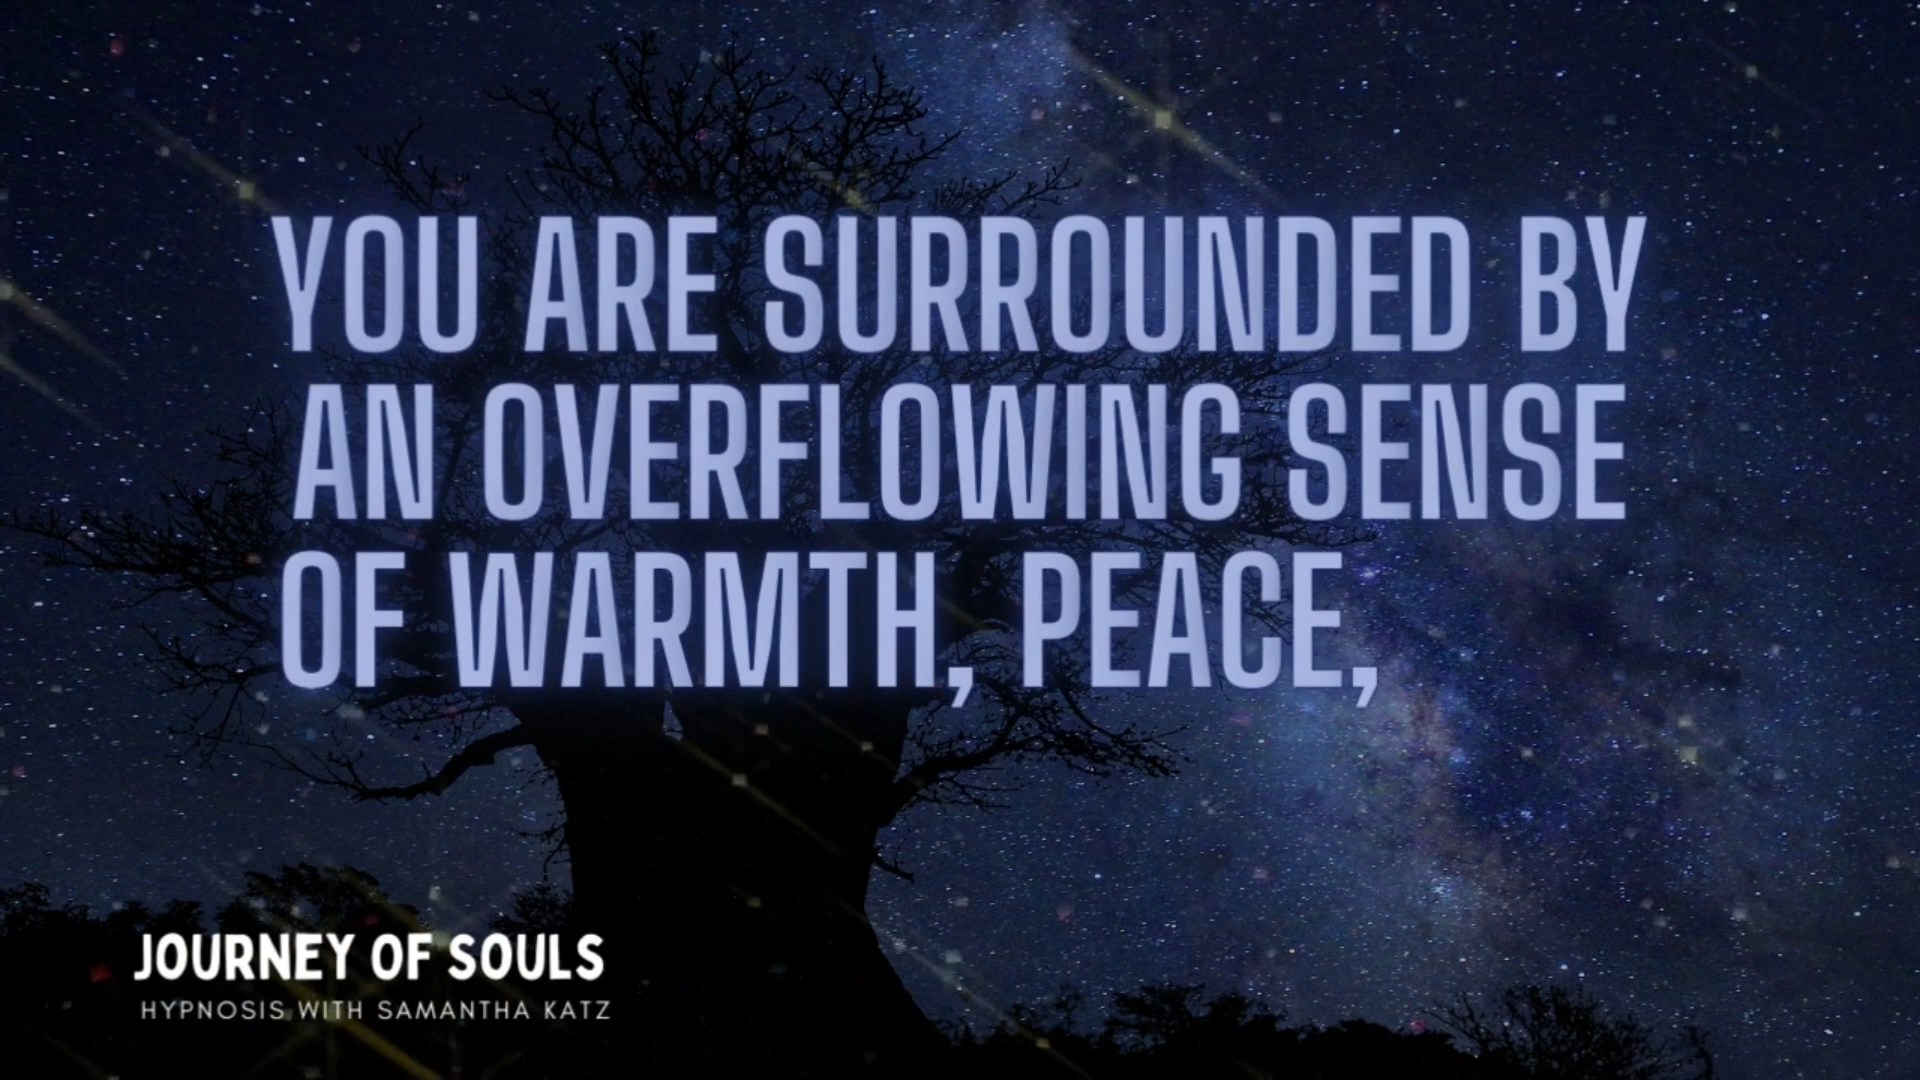 YOU ARE SURROUNDED BY
AN OVERFLOWING SENSE
OF WARMTH, PEACE,
JOURNEY OF SOULS
HYPNOSIS WITH SAMANTHA KATZ